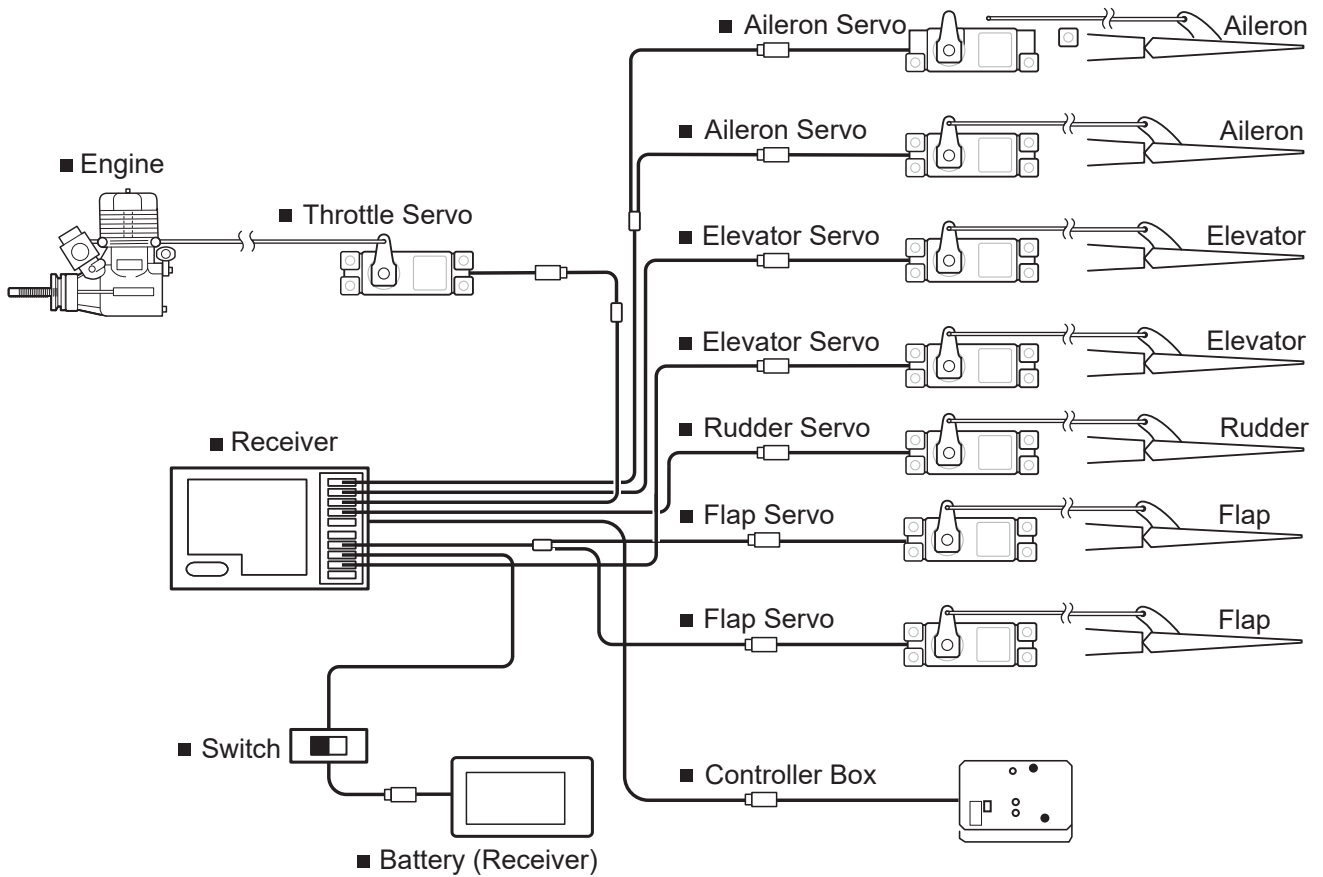 ■ Aileron Servo
Aileron
■ Aileron Servo
Aileron
■ Engine
■ Throttle Servo
■ Elevator Servo
Elevator
■ Elevator Servo
Elevator
■ Receiver
■ Rudder Servo
Rudder
■ Flap Servo
Flap
■ Flap Servo
Flap
■ Switch
■ Controller Box
■ Battery (Receiver)